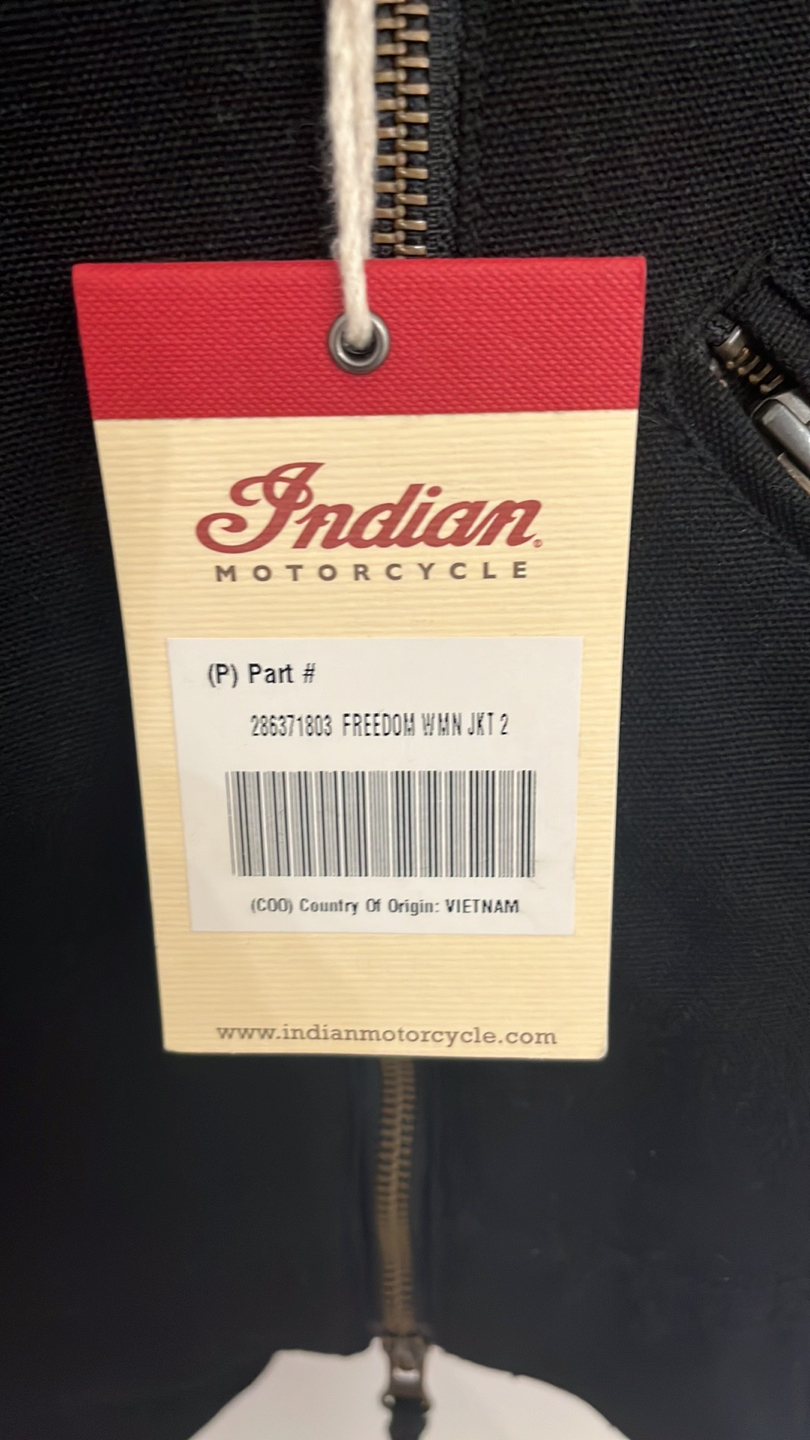 Indian
MOTORCYCLE
(P) Part #
286371803 FREEDOM WMN JKT 2
(COO) Country Of Origin: VIETNAM
www.indianmotorcycle.com